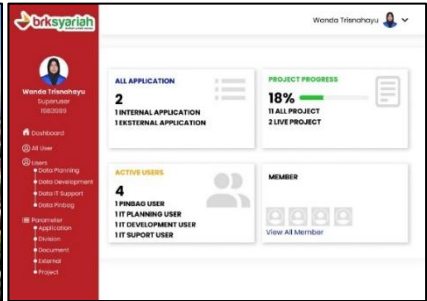 brksyariah
Wanda Trisnahayu
Wanda Trisnahayu
Superuser
Dashboard
All User
Users
Data Planning
Data Development
Data IT Support
Data Pinbag
Parameter
Application
Division
Document
External
Project
ALL APPLICATION
2
1 INTERNAL APPLICATION
1 EKSTERNAL APPLICATION
PROJECT PROGRESS
18%
11 ALL PROJECT
2 LIVE PROJECT
ACTIVE USERS
4
1 PINBAG USER
1 IT PLANNING USER
1 IT DEVELOPMENT USER
1 IT SUPORT USER
MEMBER
View All Member